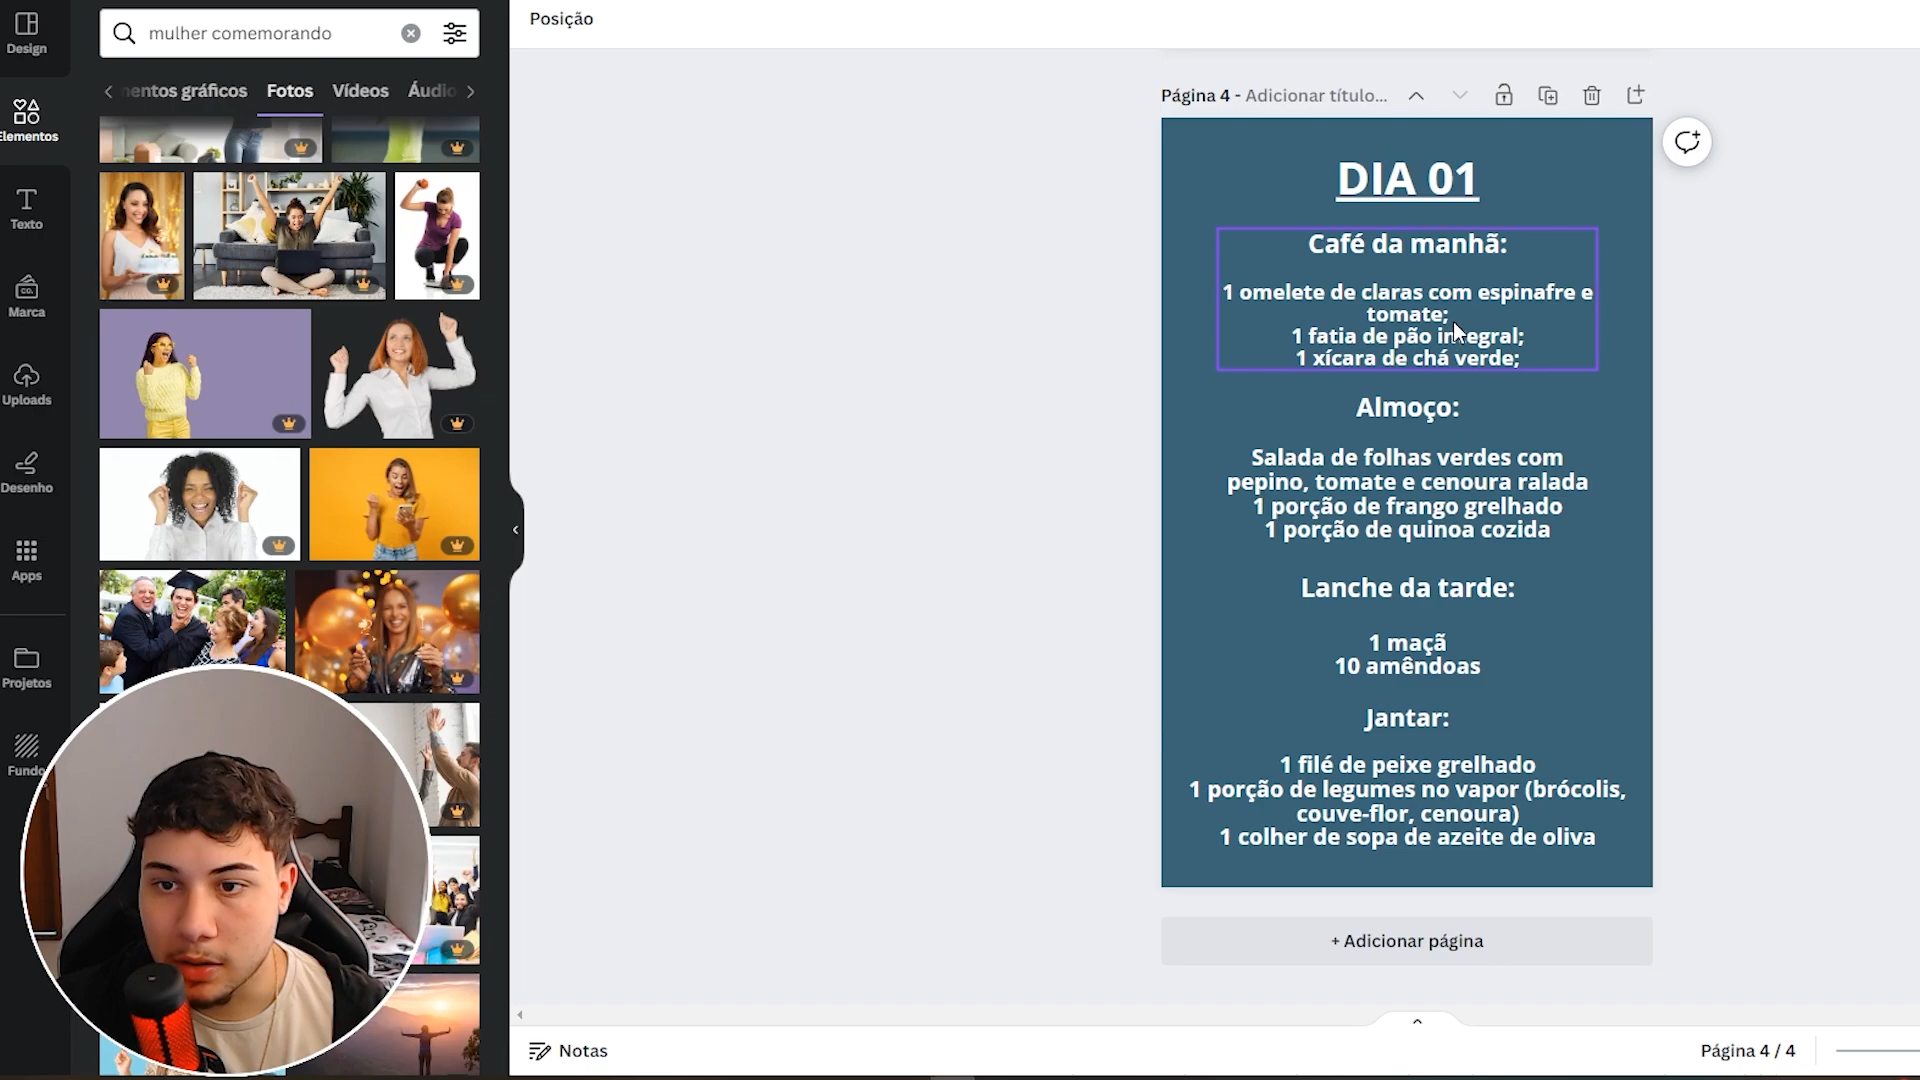 Posição
Design
mulher comemorando
entos gráficos
Fotos
Vídeos
Áudio
Elementos
Texto
Marca
Uploads
Desenho
Apps
Projetos
Fundo
Página 4 - Adicionar título...
DIA 01
Café da manhã:
1 omelete de claras com espinafre e
tomate;
1 fatia de pão integral;
1 xícara de chá verde;
Almoço:
Salada de folhas verdes com
pepino, tomate e cenoura ralada
1 porção de frango grelhado
1 porção de quinoa cozida
Lanche da tarde:
1 maçã
10 amêndoas
Jantar:
1 filé de peixe grelhado
1 porção de legumes no vapor (brócolis,
couve-flor, cenoura)
1 colher de sopa de azeite de oliva
+ Adicionar página
Notas
Página 4 / 4